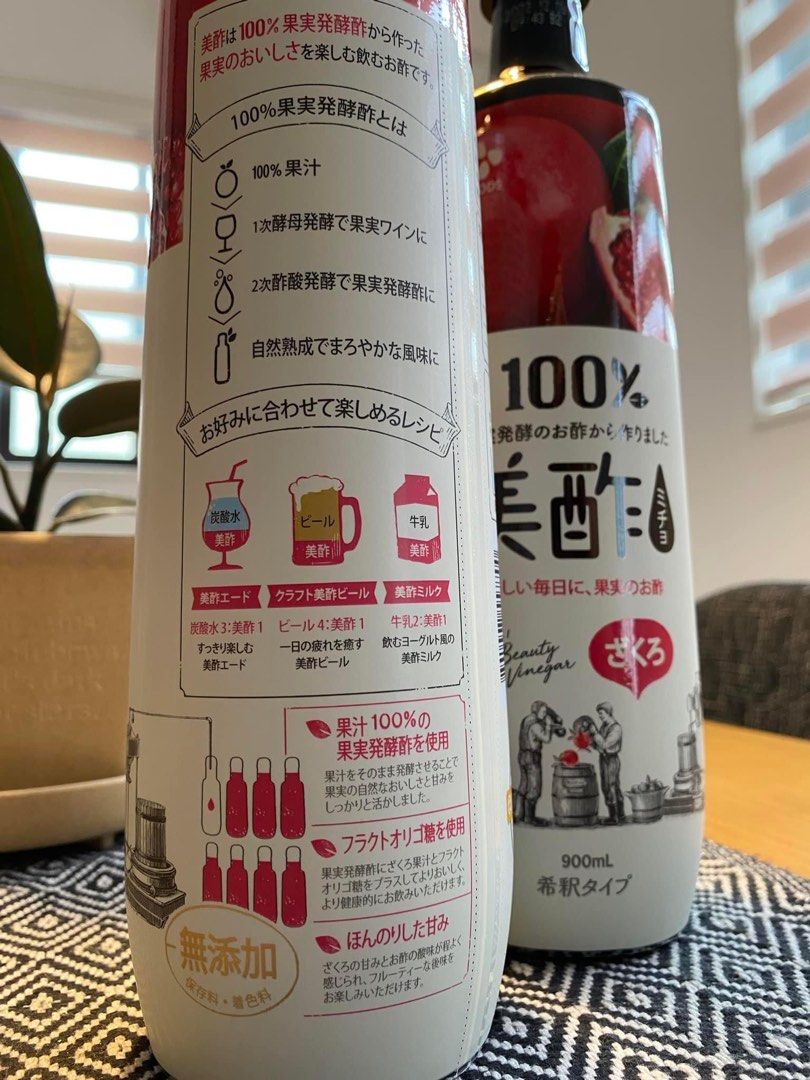 美酢は100%果実発酵酢から作った
果実のおいしさを楽しむ飲むお酢です。
100%果実発酵酢とは
100%果汁
1次酵母発酵で果実ワインに
2次酢酸発酵で果実発酵酢に
自然熟成でまろやかな風味に
お好みに合わせて楽しめるレシピ
炭酸水
美酢
ビール
美酢
牛乳
美酢
美酢エード
クラフト美酢ビール
美酢ミルク
炭酸水3:美酢1
すっきり楽しむ
美酢エード
ビール4:美酢1
一日の疲れを癒す
美酢ビール
牛乳2:美酢1
飲むヨーグルト風の
美酢ミルク
果汁100%の
果実発酵酢を使用
果汁をそのまま発酵させることで
果実の自然なおいしさと甘みを
しっかりと活かしました。
フラクトオリゴ糖を使用
果実発酵酢にざくろ果汁とフラクト
オリゴ糖をプラスしてよりおいしく、
より健康的にお飲みいただけます。
ほんのりした甘み
ざくろの甘みとお酢の酸味が程よく
感じられ、フルーティーな後味を
お楽しみいただけます。
無添加
保存料・着色料
100%
発酵のお酢から作りました
美酢
ミチョ
しい毎日に、果実のお酢
Beauty
Vinegar
ざくろ
900mL
希釈タイプ